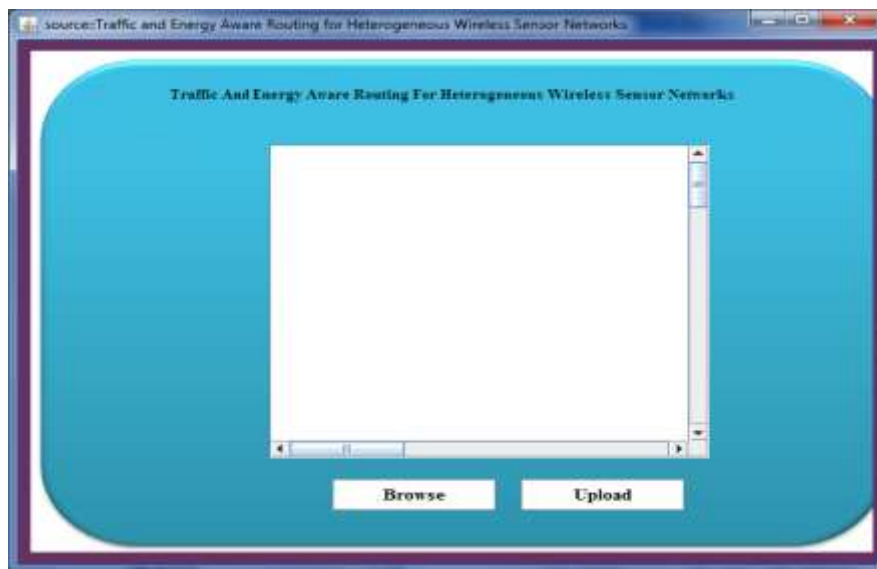 source::Traffic and Energy Aware Routing for Heterogeneous Wireless Sensor Networks
Traffic And Energy Aware Routing For Heterogeneous Wireless Sensor Networks
Browse
Upload